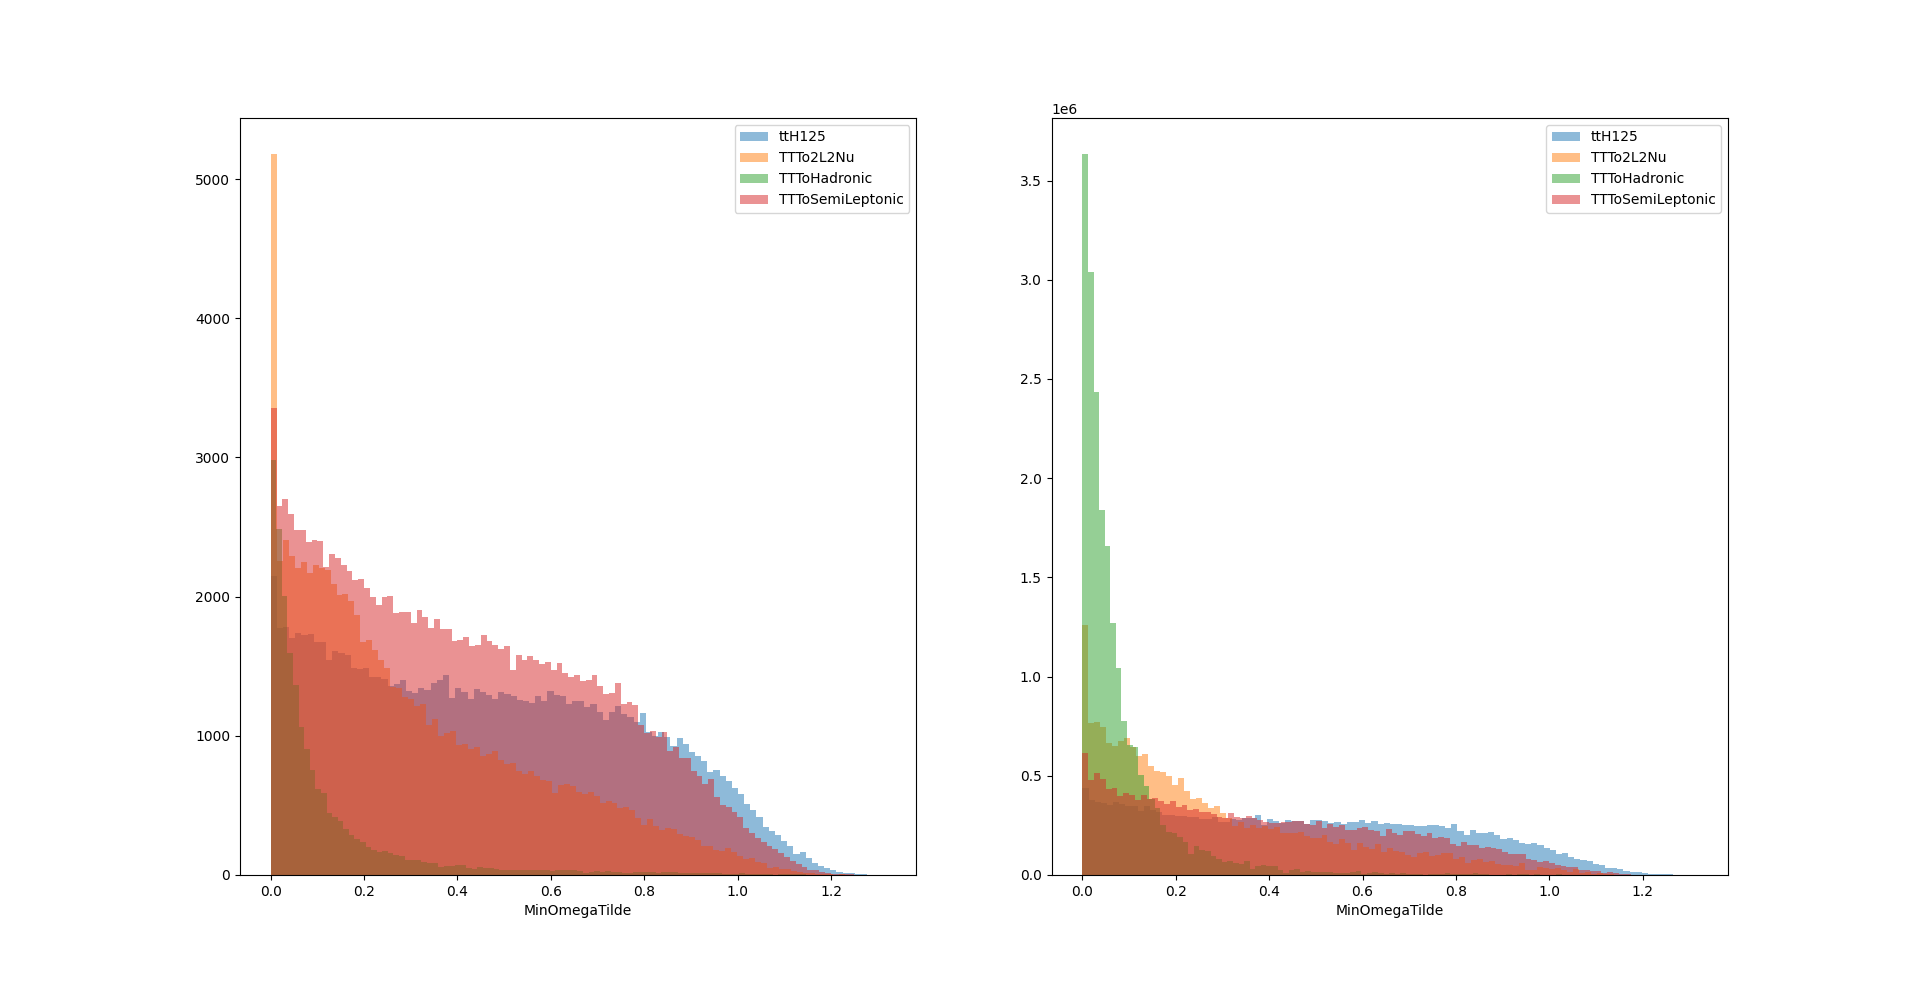 ttH125
TTTo2L2Nu
TTToHadronic
TTToSemiLeptonic
5000
4000
3000
2000
1000
0
0.0 0.2 0.4 0.6 0.8 1.0 1.2
MinOmegaTilde
1e6
ttH125
TTTo2L2Nu
TTToHadronic
TTToSemiLeptonic
3.5
3.0
2.5
2.0
1.5
1.0
0.5
0.0
0.0 0.2 0.4 0.6 0.8 1.0 1.2
MinOmegaTilde